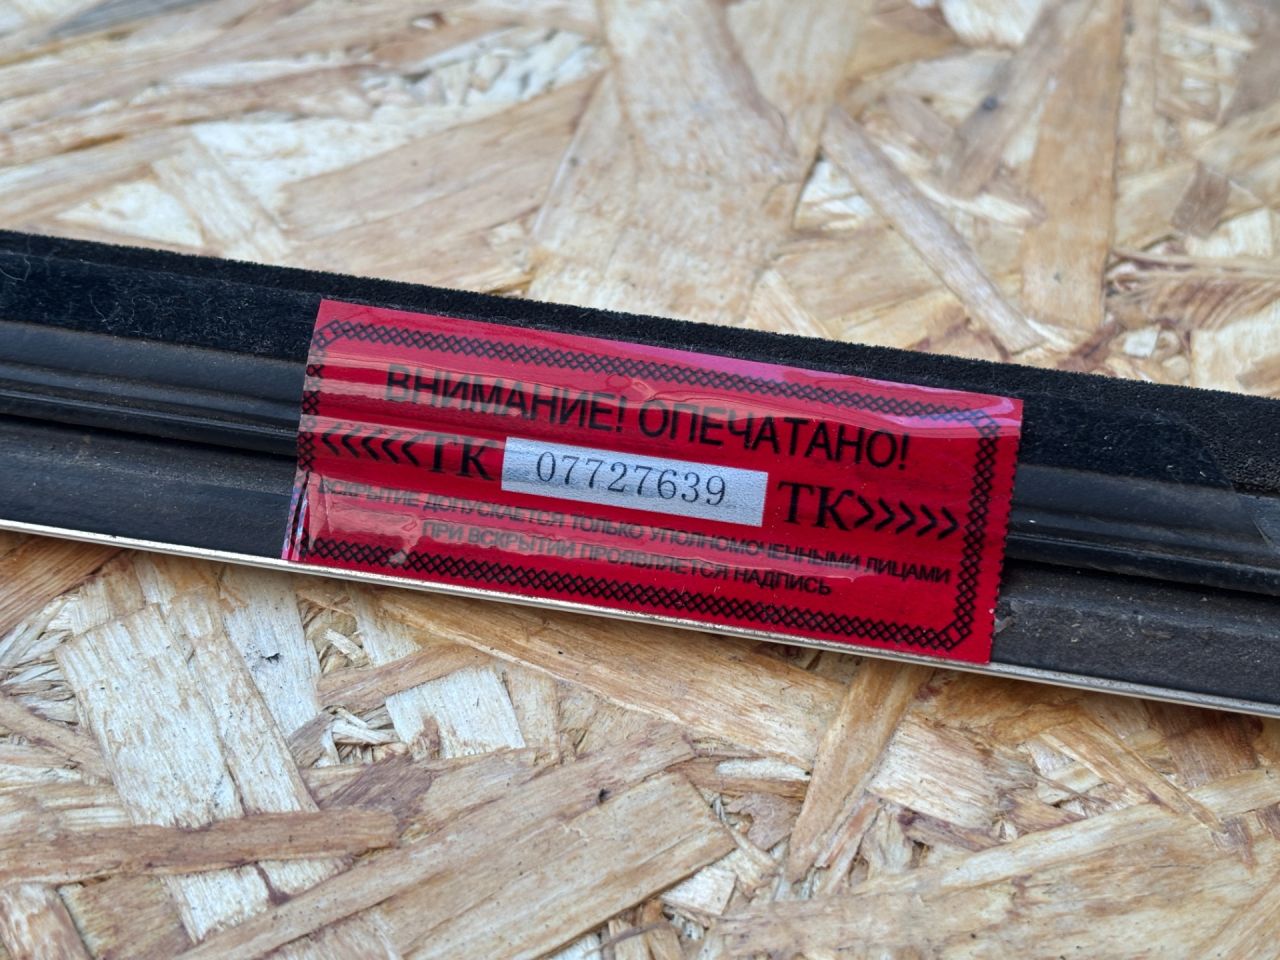 ВНИМАНИЕ! ОПЕЧАТАНО!
<<<<<ТК 07727639 ТК>>>>>
ВСКРЫТИЕ ДОПУСКАЕТСЯ ТОЛЬКО УПОЛНОМОЧЕННЫМИ ЛИЦАМИ
ПРИ ВСКРЫТИИ ПРОЯВЛЯЕТСЯ НАДПИСЬ